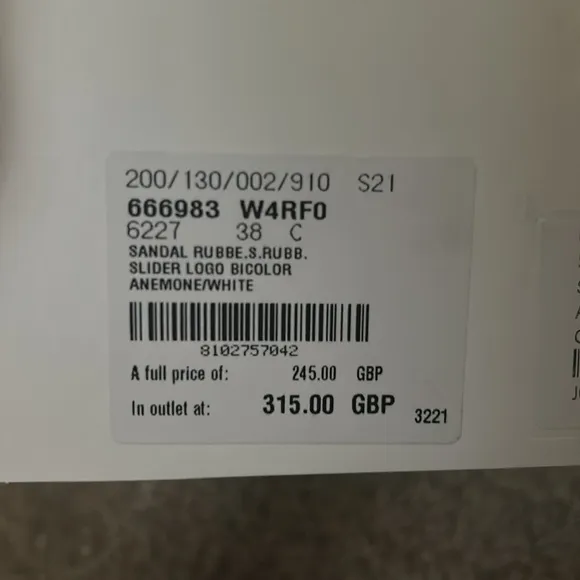 200/130/002/910 S21
666983 W4RF0
6227 38 C
SANDAL RUBBE.S.RUBB.
SLIDER LOGO BICOLOR
ANEMONE/WHITE
8102757042
A full price of: 245.00 GBP
In outlet at: 315.00 GBP 3221